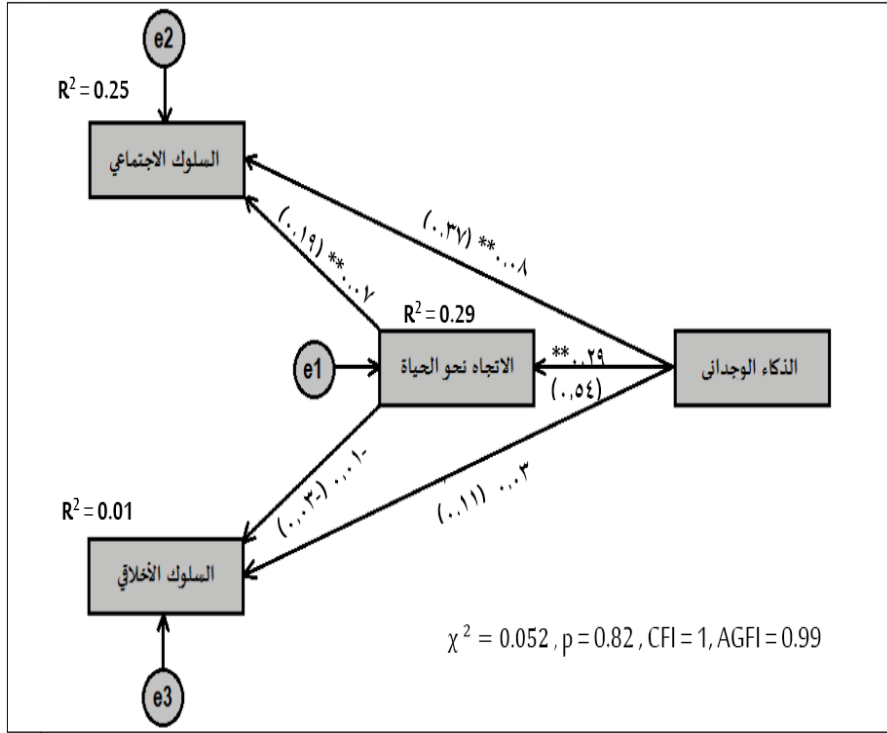 e2
R² = 0.25
السلوك الاجتماعي
(٠.٣٧) **٠.٠٨
(٠.١٩) **٠.٠٧
R² = 0.29
الذكاء الوجدانى
**٠.٢٩
(٠.٥٤)
الاتجاه نحو الحياة
e1
(-٠.٠٣) ٠.٠١-
(٠.١١) ٠.٠٣
R² = 0.01
السلوك الأخلاقي
χ² = 0.052 , p = 0.82 , CFI = 1, AGFI = 0.99
e3